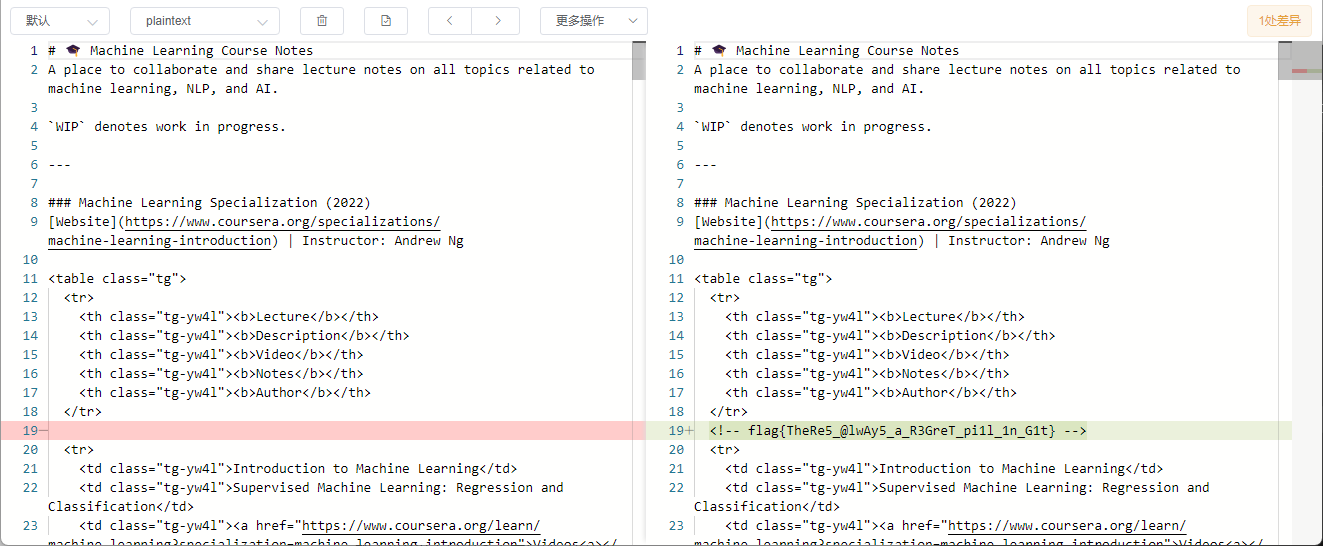 默认 plaintext 更多操作 1处差异
1 # 🎓 Machine Learning Course Notes
2 A place to collaborate and share lecture notes on all topics related to
machine learning, NLP, and AI.
3
4 `WIP` denotes work in progress.
5
6 ---
7
8 ### Machine Learning Specialization (2022)
9 [Website](https://www.coursera.org/specializations/
machine-learning-introduction) | Instructor: Andrew Ng
10
11 <table class="tg">
12 <tr>
13 <th class="tg-yw4l"><b>Lecture</b></th>
14 <th class="tg-yw4l"><b>Description</b></th>
15 <th class="tg-yw4l"><b>Video</b></th>
16 <th class="tg-yw4l"><b>Notes</b></th>
17 <th class="tg-yw4l"><b>Author</b></th>
18 </tr>
19-
20 <tr>
21 <td class="tg-yw4l">Introduction to Machine Learning</td>
22 <td class="tg-yw4l">Supervised Machine Learning: Regression and
Classification</td>
23 <td class="tg-yw4l"><a href="https://www.coursera.org/learn/
machine-learning?specialization=machine-learning-introduction">Videos<a></
1 # 🎓 Machine Learning Course Notes
2 A place to collaborate and share lecture notes on all topics related to
machine learning, NLP, and AI.
3
4 `WIP` denotes work in progress.
5
6 ---
7
8 ### Machine Learning Specialization (2022)
9 [Website](https://www.coursera.org/specializations/
machine-learning-introduction) | Instructor: Andrew Ng
10
11 <table class="tg">
12 <tr>
13 <th class="tg-yw4l"><b>Lecture</b></th>
14 <th class="tg-yw4l"><b>Description</b></th>
15 <th class="tg-yw4l"><b>Video</b></th>
16 <th class="tg-yw4l"><b>Notes</b></th>
17 <th class="tg-yw4l"><b>Author</b></th>
18 </tr>
19+ <!-- flag{TheRe5_@lwAy5_a_R3GreT_pi1l_1n_G1t} -->
20 <tr>
21 <td class="tg-yw4l">Introduction to Machine Learning</td>
22 <td class="tg-yw4l">Supervised Machine Learning: Regression and
Classification</td>
23 <td class="tg-yw4l"><a href="https://www.coursera.org/learn/
machine-learning?specialization=machine-learning-introduction">Videos<a></